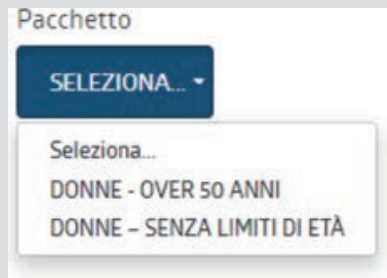 Pacchetto
SELEZIONA...
Seleziona...
DONNE - OVER 50 ANNI
DONNE – SENZA LIMITI DI ETÀ